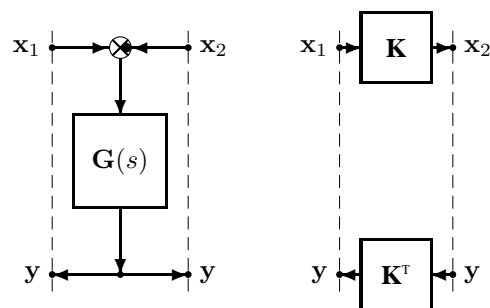 x₁ x₂ x₁ K x₂
G(s)
y y y Kᵀ y